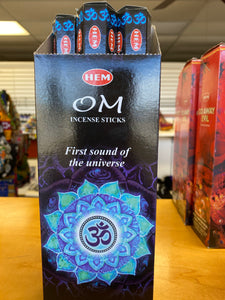 HEM
OM
INCENSE STICKS
First sound of
the universe
ॐ